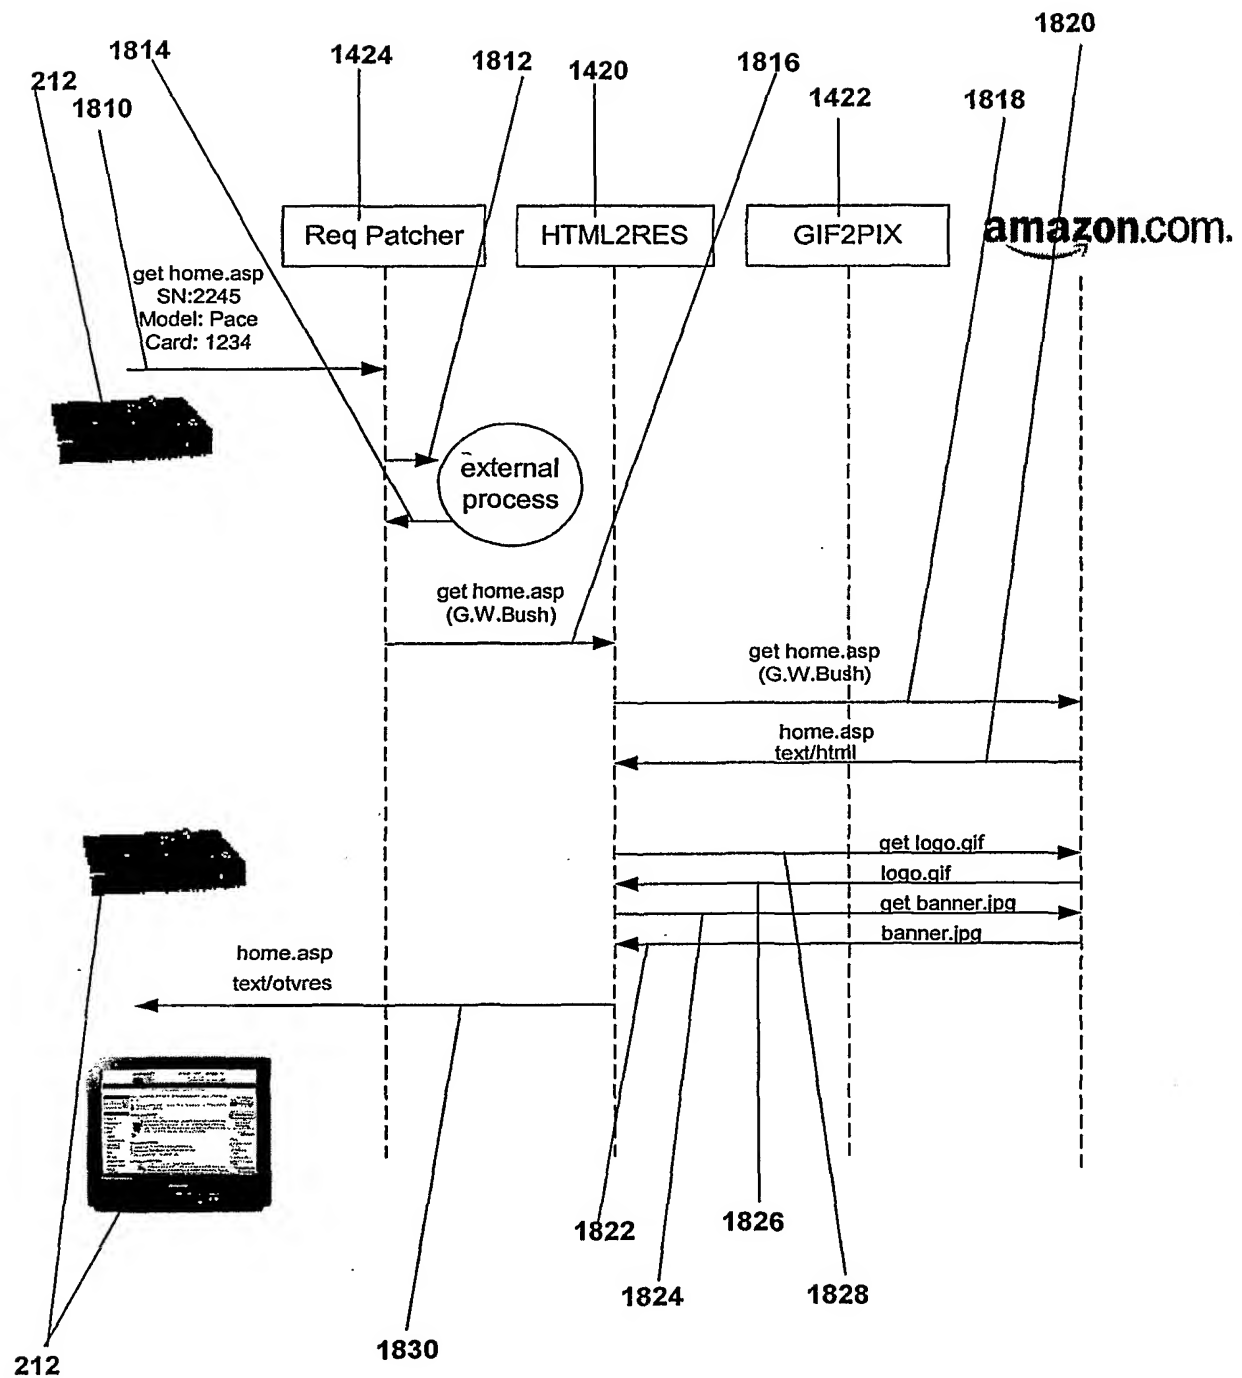 1820
1814
1424
1812
1420
1816
212
1810
1422
1818
Req Patcher
HTML2RES
GIF2PIX
amazon.com.
get home.asp
SN:2245
Model: Pace
Card: 1234
external
process
get home.asp
(G.W.Bush)
get home.asp
(G.W.Bush)
home.asp
text/html
get logo.gif
logo.gif
get banner.jpg
banner.jpg
home.asp
text/otvres
1822
1826
1824
1828
1830
212